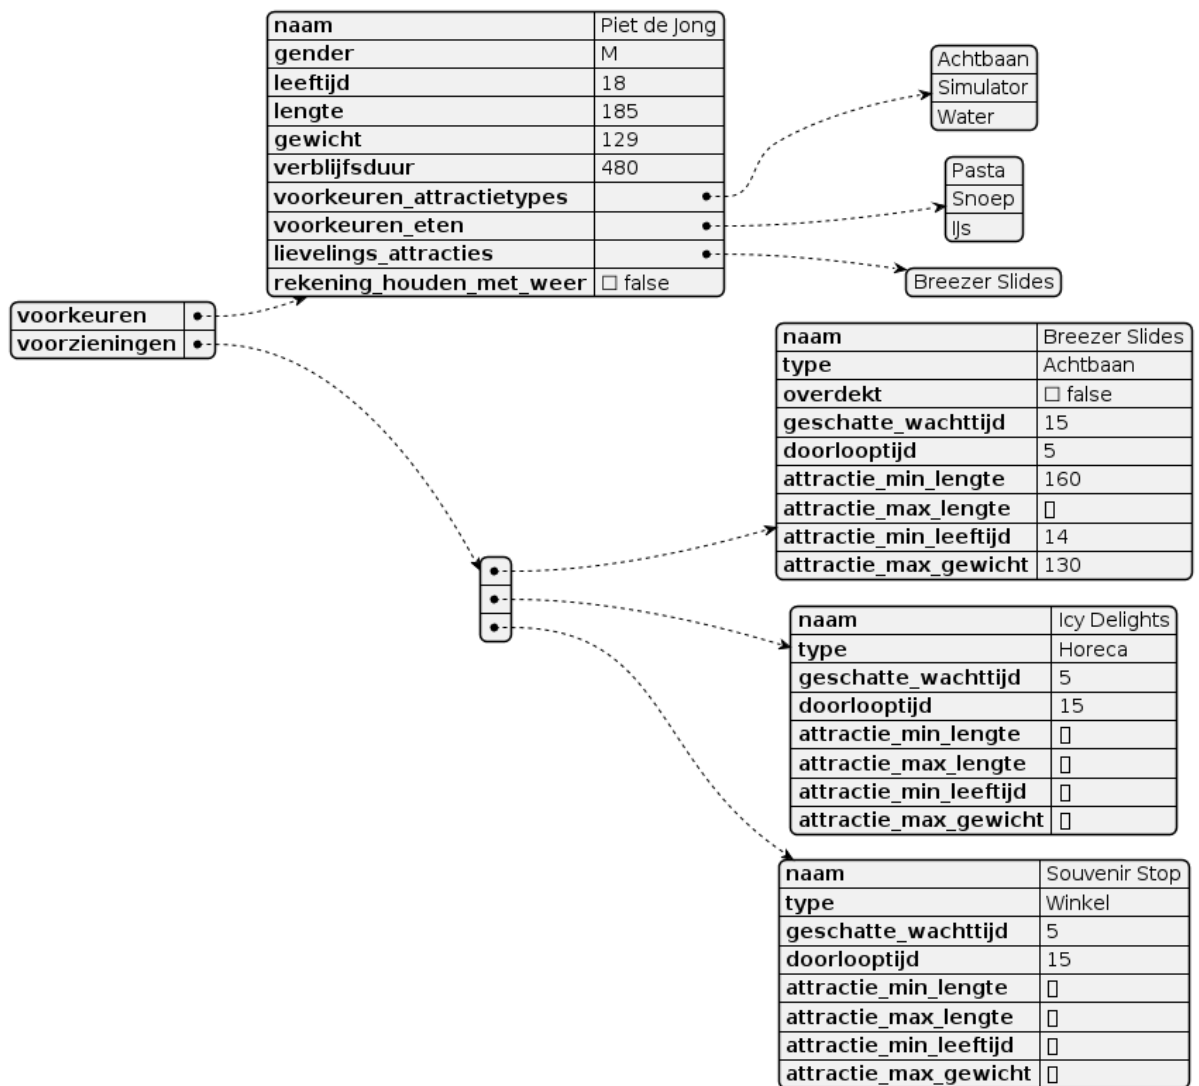 naam Piet de Jong
gender M
leeftijd 18
lengte 185
gewicht 129
verblijfsduur 480
voorkeuren_attractietypes
voorkeuren_eten
lievelings_attracties
rekening_houden_met_weer ☐ false
Achtbaan
Simulator
Water
Pasta
Snoep
IJs
Breezer Slides
voorkeuren
voorzieningen
naam Breezer Slides
type Achtbaan
overdekt ☐ false
geschatte_wachttijd 15
doorlooptijd 5
attractie_min_lengte 160
attractie_max_lengte ▯
attractie_min_leeftijd 14
attractie_max_gewicht 130
naam Icy Delights
type Horeca
geschatte_wachttijd 5
doorlooptijd 15
attractie_min_lengte ▯
attractie_max_lengte ▯
attractie_min_leeftijd ▯
attractie_max_gewicht ▯
naam Souvenir Stop
type Winkel
geschatte_wachttijd 5
doorlooptijd 15
attractie_min_lengte ▯
attractie_max_lengte ▯
attractie_min_leeftijd ▯
attractie_max_gewicht ▯